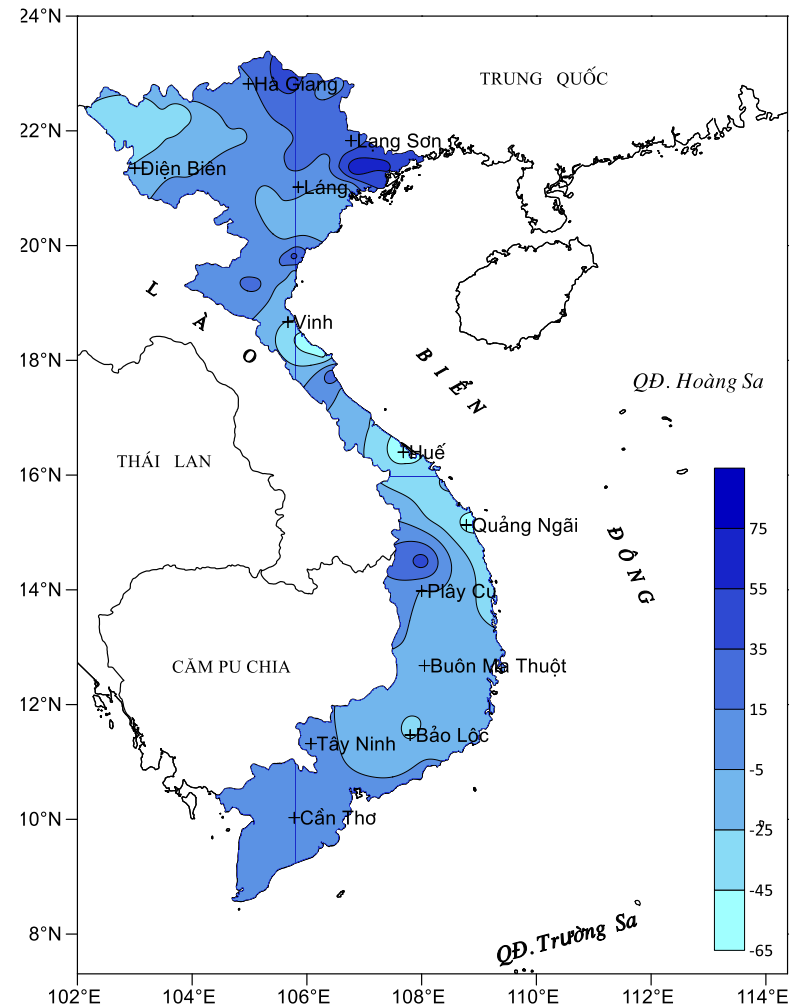 24°N
TRUNG QUỐC
Hà Giang
22°N
Lạng Sơn
Điện Biên
Láng
20°N
LÀO
Vinh
18°N
BIỂN
QĐ. Hoàng Sa
THÁI LAN
Huế
16°N
Quảng Ngãi
75
ĐÔNG
14°N
Plây Cu
55
CĂM PU CHIA
Buôn Ma Thuột
35
12°N
15
Tây Ninh
Bảo Lộc
-5
10°N
Cần Thơ
-25
-45
8°N
QĐ. Trường Sa
-65
102°E 104°E 106°E 108°E 110°E 112°E 114°E